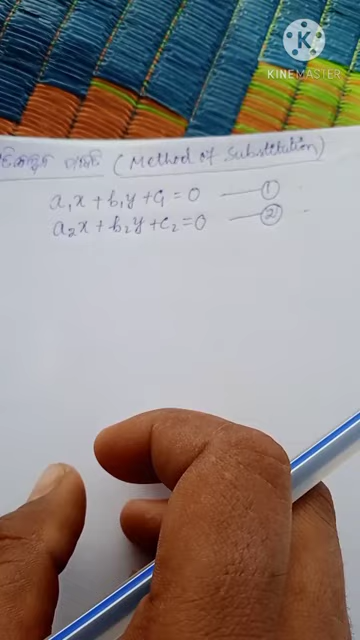 KINEMASTER
(Method of Substitution)
a₁x + b₁y + c₁ = 0 —— ①
a₂x + b₂y + c₂ = 0 —— ②